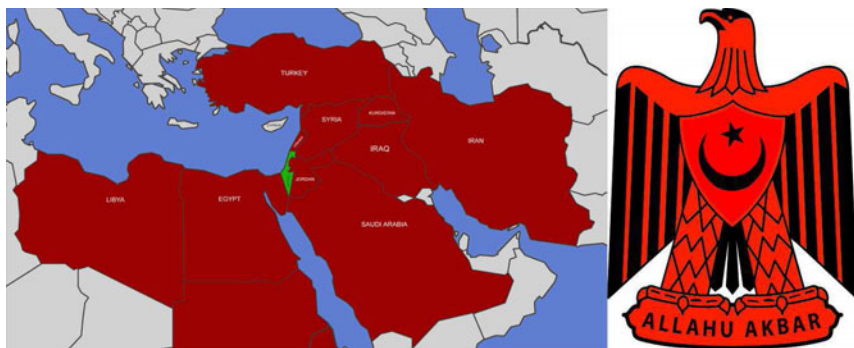 TURKEY
SYRIA
KURDISTAN
IRAQ
IRAN
JORDAN
LIBYA
EGYPT
SAUDI ARABIA
ALLAHU AKBAR